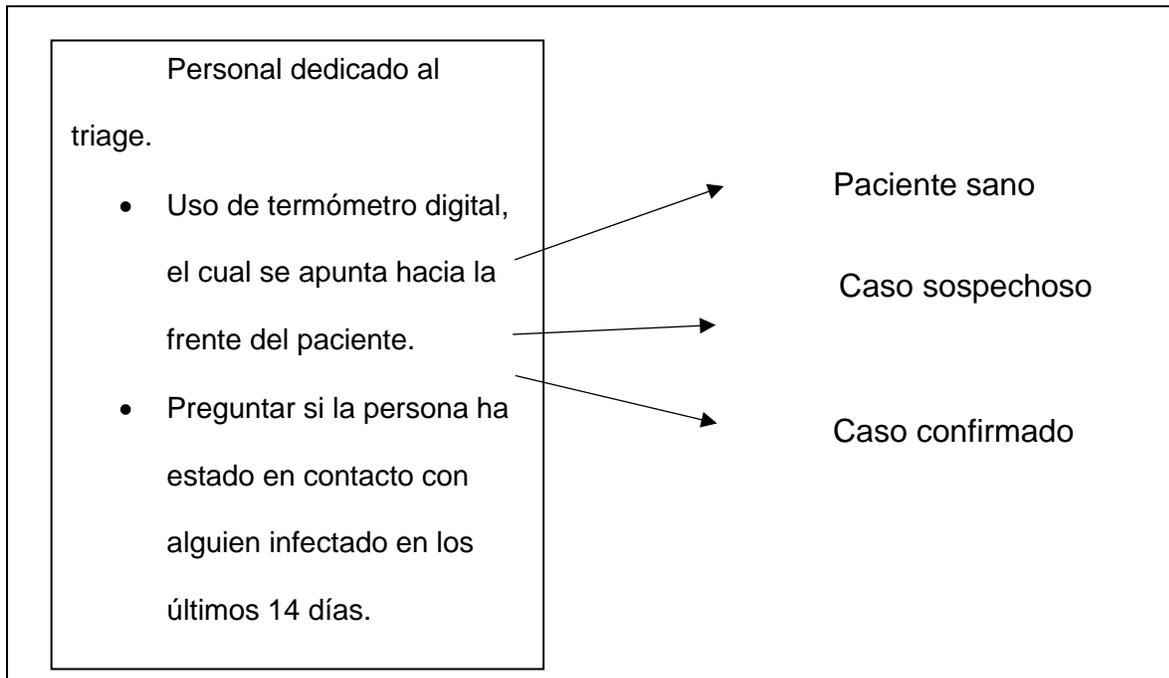 Personal dedicado al
triage.
• Uso de termómetro digital,
el cual se apunta hacia la
frente del paciente.
• Preguntar si la persona ha
estado en contacto con
alguien infectado en los
últimos 14 días.
Paciente sano
Caso sospechoso
Caso confirmado